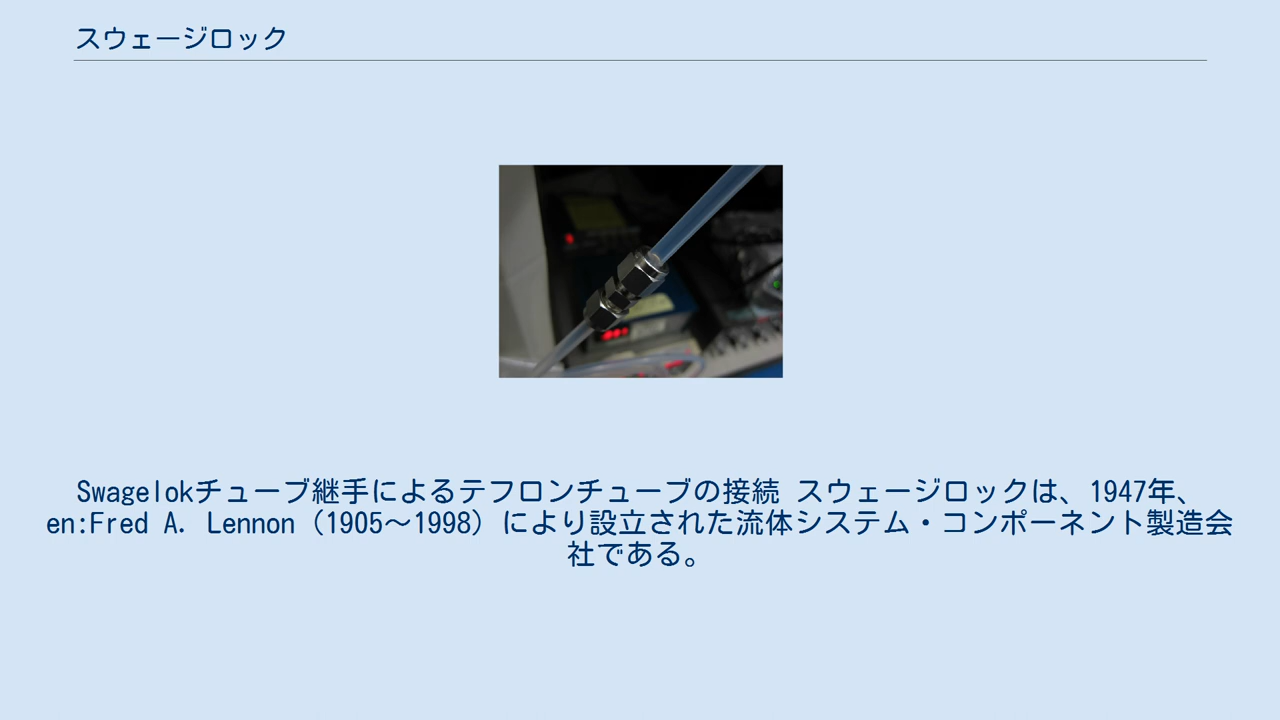 スウェージロック
Swagelokチューブ継手によるテフロンチューブの接続 スウェージロックは、1947年、
en:Fred A. Lennon（1905〜1998）により設立された流体システム・コンポーネント製造会
社である。